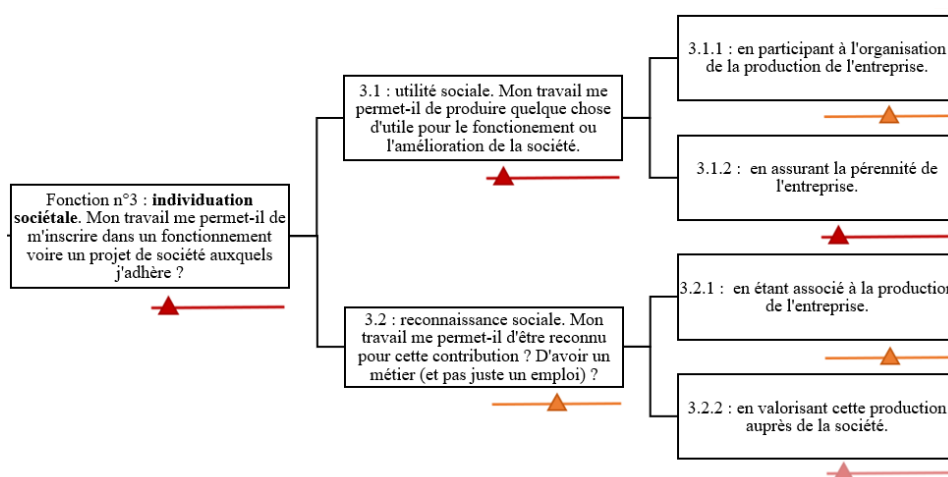 Fonction n°3 : individuation
sociétale. Mon travail me permet-il de
m'inscrire dans un fonctionnement
voire un projet de société auxquels
j'adhère ?
3.1 : utilité sociale. Mon travail me
permet-il de produire quelque chose
d'utile pour le fonctionement ou
l'amélioration de la société.
3.1.1 : en participant à l'organisation
de la production de l'entreprise.
3.1.2 : en assurant la pérennité de
l'entreprise.
3.2 : reconnaissance sociale. Mon
travail me permet-il d'être reconnu
pour cette contribution ? D'avoir un
métier (et pas juste un emploi) ?
3.2.1 : en étant associé à la production
de l'entreprise.
3.2.2 : en valorisant cette production
auprès de la société.